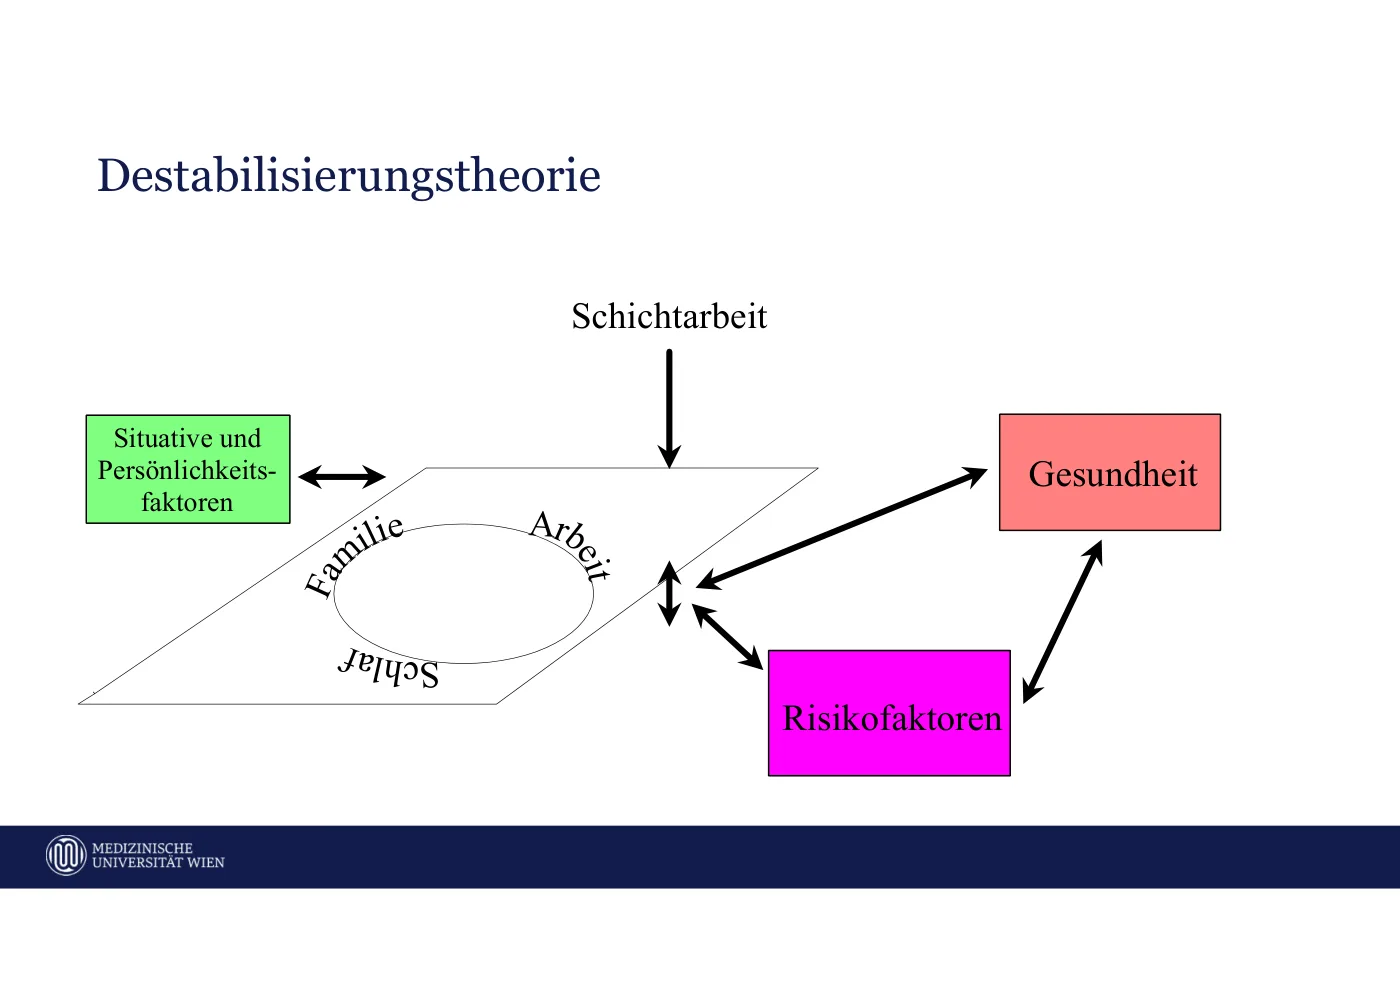 Destabilisierungstheorie
Schichtarbeit
Situative und
Persönlichkeits-
faktoren
Gesundheit
Familie
Arbeit
Schlaf
Risikofaktoren
MEDIZINISCHE
UNIVERSITÄT WIEN